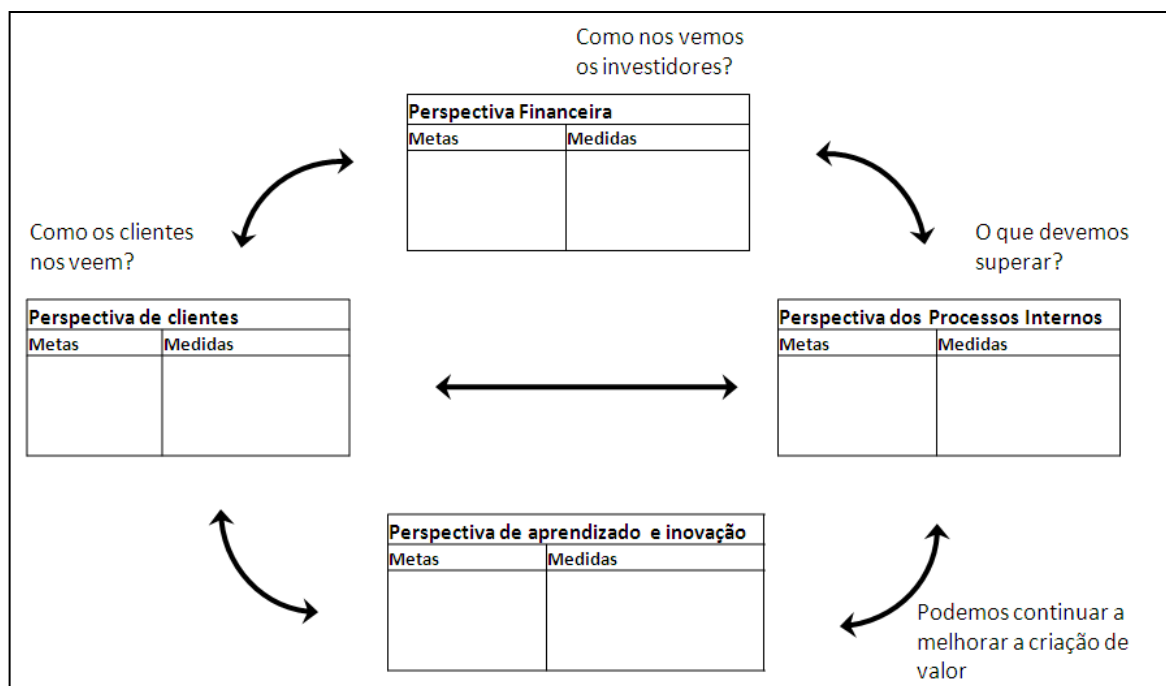 Como nos vemos
os investidores?
Perspectiva Financeira
Metas Medidas
Como os clientes
nos veem?
O que devemos
superar?
Perspectiva de clientes
Metas Medidas
Perspectiva dos Processos Internos
Metas Medidas
Perspectiva de aprendizado e inovação
Metas Medidas
Podemos continuar a
melhorar a criação de
valor